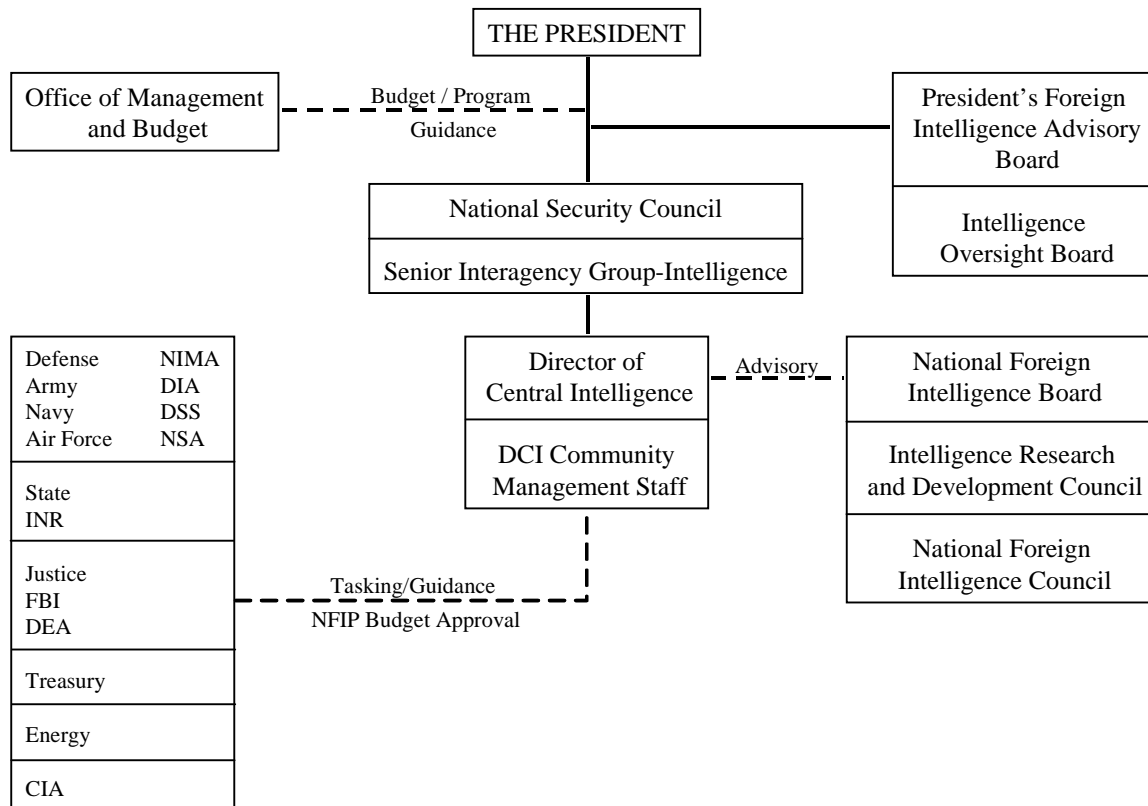 THE PRESIDENT
Office of Management
and Budget
Budget / Program
Guidance
President’s Foreign
Intelligence Advisory
Board
Intelligence
Oversight Board
National Security Council
Senior Interagency Group-Intelligence
Director of
Central Intelligence
DCI Community
Management Staff
Advisory
National Foreign
Intelligence Board
Intelligence Research
and Development Council
National Foreign
Intelligence Council
Defense NIMA
Army DIA
Navy DSS
Air Force NSA
State
INR
Justice
FBI
DEA
Treasury
Energy
CIA
Tasking/Guidance
NFIP Budget Approval